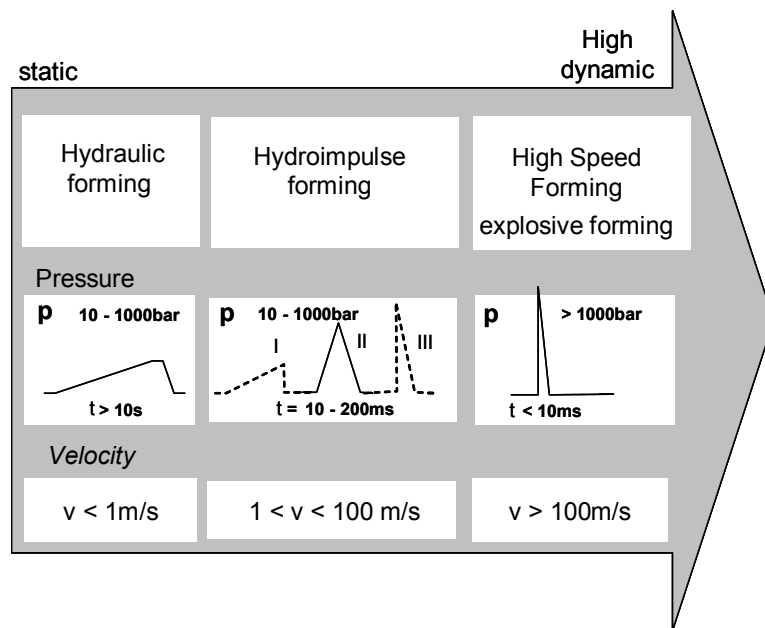 static
High
dynamic
Hydraulic
forming
Hydroimpulse
forming
High Speed
Forming
explosive forming
Pressure
p 10 - 1000bar
t > 10s
p 10 - 1000bar
I
II
III
t = 10 - 200ms
p > 1000bar
t < 10ms
Velocity
v < 1m/s
1 < v < 100 m/s
v > 100m/s